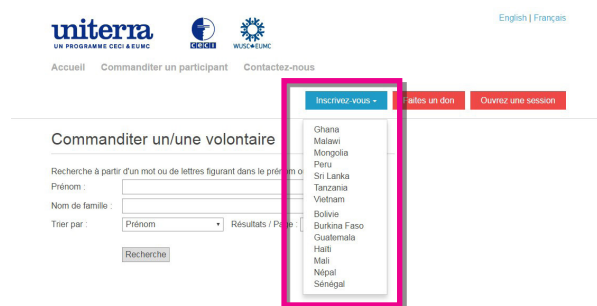 English | Français
uniterra
UN PROGRAMME CECI & EUMC
CECI
WUSC EUMC
Accueil Commanditer un participant Contactez-nous
Inscrivez-vous Faites un don Ouvrez une session
Commanditer un/une volontaire
Recherche à partir d'un mot ou de lettres figurant dans le prénom o
Prénom :
Nom de famille :
Trier par : Prénom Résultats / Page :
Recherche
Ghana
Malawi
Mongolia
Peru
Sri Lanka
Tanzania
Vietnam
Bolivie
Burkina Faso
Guatemala
Haïti
Mali
Népal
Sénégal